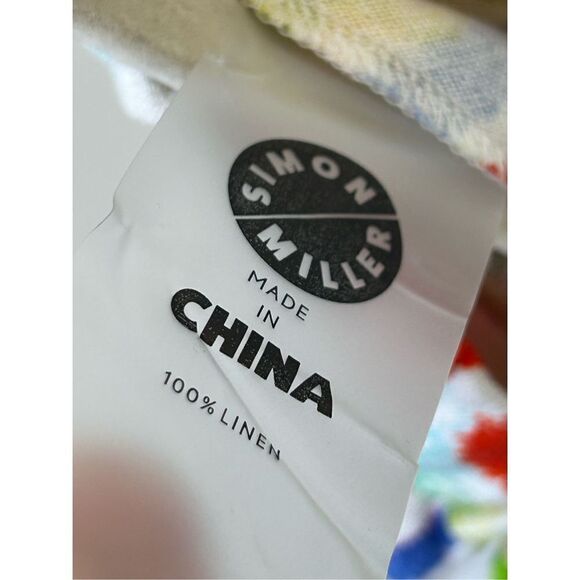 SIMON
MILLER
MADE
IN
CHINA
100% LINEN